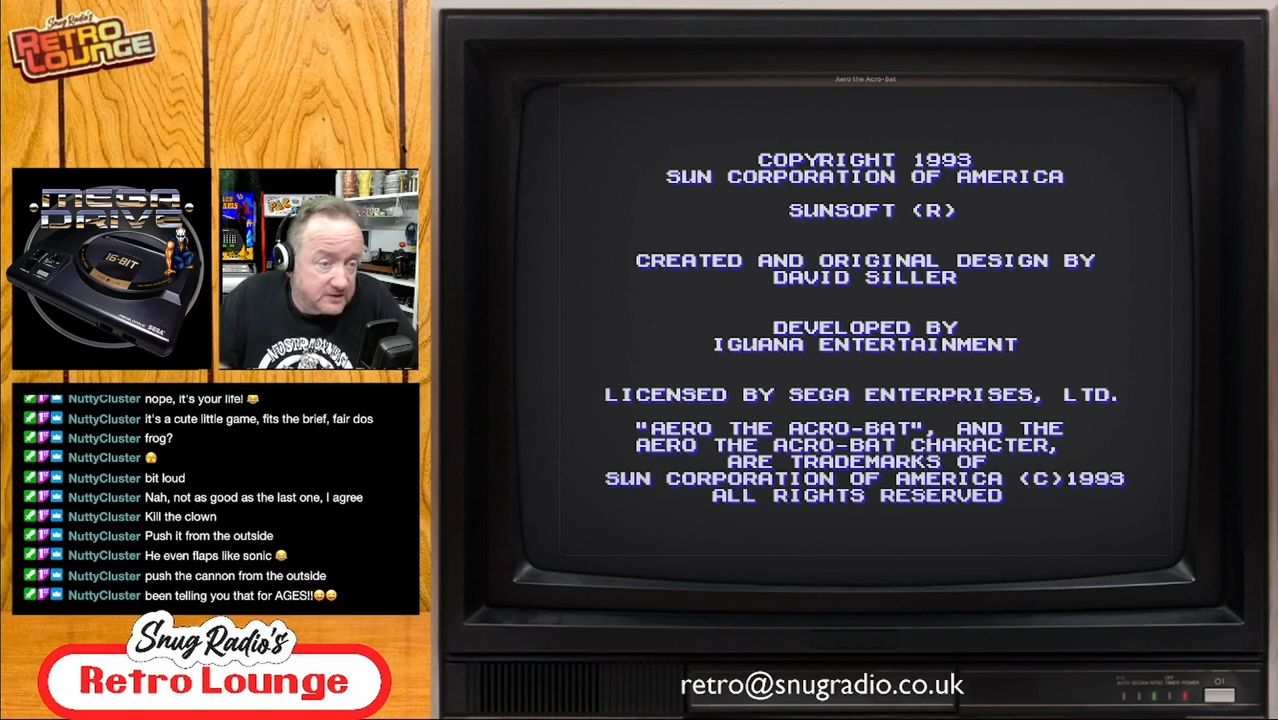 Snug Radio's
RETRO
LOUNGE
Aero the Acro-Bat
COPYRIGHT 1993
SUN CORPORATION OF AMERICA
SUNSOFT (R)
CREATED AND ORIGINAL DESIGN BY
DAVID SILLER
DEVELOPED BY
IGUANA ENTERTAINMENT
LICENSED BY SEGA ENTERPRISES, LTD.
"AERO THE ACRO-BAT", AND THE
AERO THE ACRO-BAT CHARACTER,
ARE TRADEMARKS OF
SUN CORPORATION OF AMERICA (C)1993
ALL RIGHTS RESERVED
MEGA
DRIVE
16-BIT
SEGA
PAC
NuttyCluster nope, it's your life! 😂
NuttyCluster it's a cute little game, fits the brief, fair dos
NuttyCluster frog?
NuttyCluster 🫣
NuttyCluster bit loud
NuttyCluster Nah, not as good as the last one, I agree
NuttyCluster Kill the clown
NuttyCluster Push it from the outside
NuttyCluster He even flaps like sonic 😂
NuttyCluster push the cannon from the outside
NuttyCluster been telling you that for AGES!!😜😜
Snug Radio's
Retro Lounge
retro@snugradio.co.uk